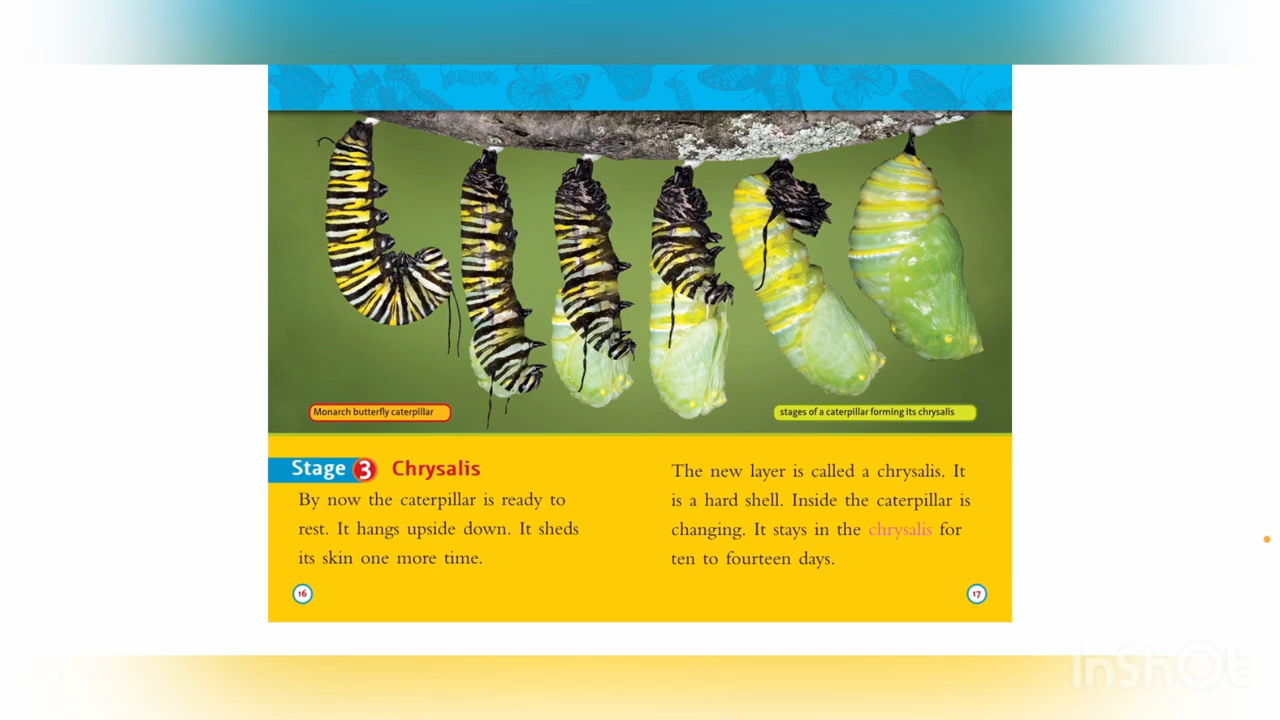 Monarch butterfly caterpillar
stages of a caterpillar forming its chrysalis
Stage 3 Chrysalis
By now the caterpillar is ready to
rest. It hangs upside down. It sheds
its skin one more time.
16
The new layer is called a chrysalis. It
is a hard shell. Inside the caterpillar is
changing. It stays in the chrysalis for
ten to fourteen days.
17
InShOt